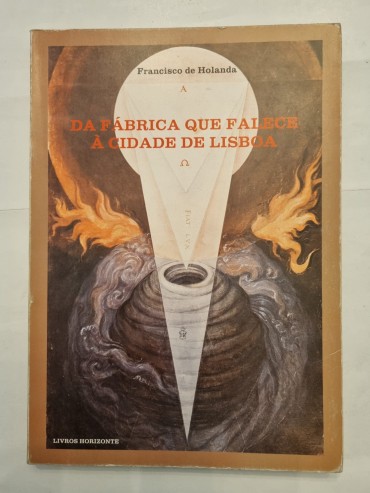 Francisco de Holanda
A
DA FÁBRICA QUE FALECE
À CIDADE DE LISBOA
Ω
LIVROS HORIZONTE